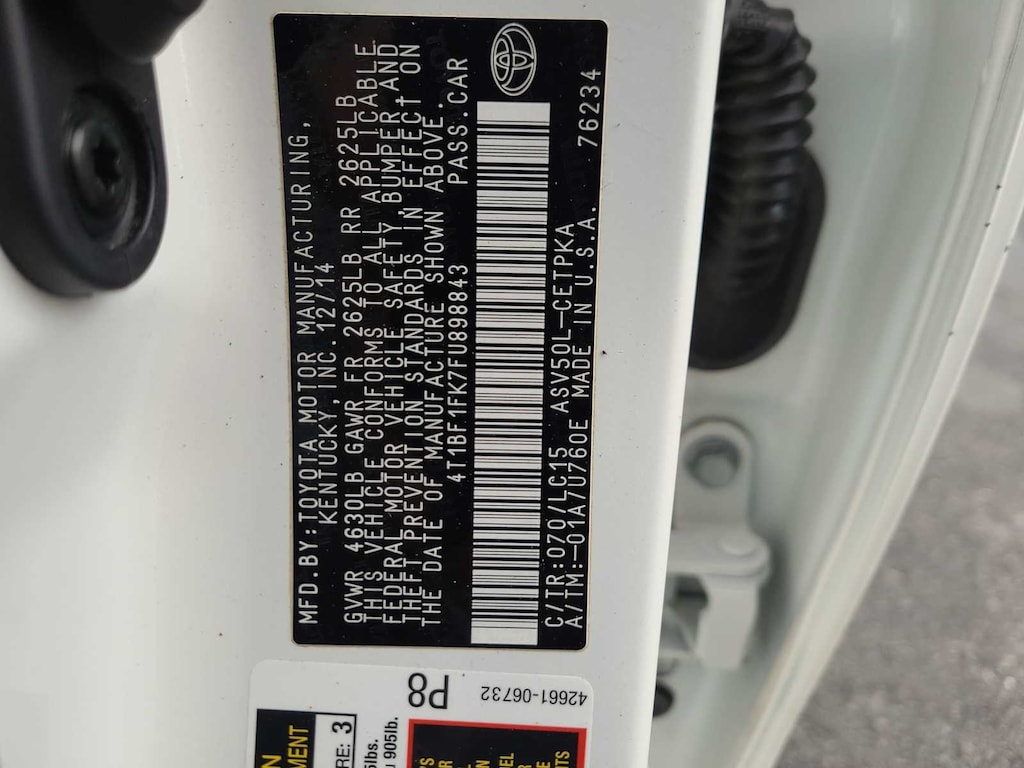 MFD.BY:TOYOTA MOTOR MANUFACTURING,
KENTUCKY, INC. 12/14
GVWR 4630LB GAWR FR 2625LB RR 2625LB
THIS VEHICLE CONFORMS TO ALL APPLICABLE
FEDERAL MOTOR VEHICLE SAFETY, BUMPER, AND
THEFT PREVENTION STANDARDS IN EFFECT ON
THE DATE OF MANUFACTURE SHOWN ABOVE.
4T1BF1FK7FU898843 PASS.CAR
C/TR:070/LC15 ASV50L-CETPKA
A/TM:-01A/U760E MADE IN U.S.A. 76234
P8
42661-06732
3
905lb.